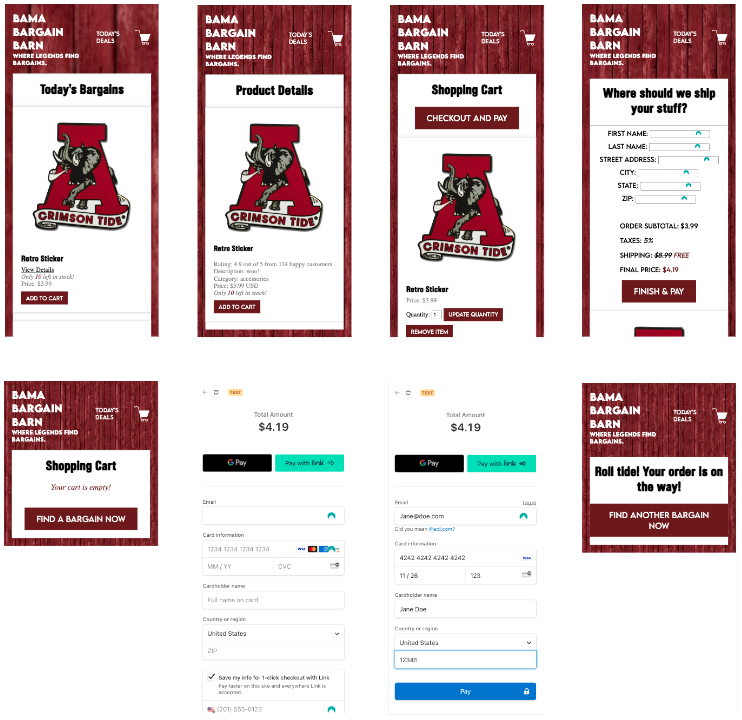 BAMA
BARGAIN
BARN
WHERE LEGENDS FIND
BARGAINS.
TODAY'S
DEALS
Today's Bargains
CRIMSON TIDE®
Retro Sticker
View Details
Only 10 left in stock!
Price: $3.99
ADD TO CART
BAMA
BARGAIN
BARN
WHERE LEGENDS FIND
BARGAINS.
TODAY'S
DEALS
Product Details
CRIMSON TIDE®
Retro Sticker
Rating: 4.9 out of 5 from 124 happy customers
Description: woo!
Category: accessories
Price: $3.99 USD
Only 10 left in stock!
ADD TO CART
BAMA
BARGAIN
BARN
WHERE LEGENDS FIND
BARGAINS.
TODAY'S
DEALS
Shopping Cart
CHECKOUT AND PAY
CRIMSON TIDE®
Retro Sticker
Price: $3.99
Quantity: 1 UPDATE QUANTITY
REMOVE ITEM
BAMA
BARGAIN
BARN
WHERE LEGENDS FIND
BARGAINS.
TODAY'S
DEALS
Where should we ship
your stuff?
FIRST NAME:
LAST NAME:
STREET ADDRESS:
CITY:
STATE:
ZIP:
ORDER SUBTOTAL: $3.99
TAXES: 5%
SHIPPING: $8.99 FREE
FINAL PRICE: $4.19
FINISH & PAY
BAMA
BARGAIN
BARN
WHERE LEGENDS FIND
BARGAINS.
TODAY'S
DEALS
Shopping Cart
Your cart is empty!
FIND A BARGAIN NOW
TEST
Total Amount
$4.19
G Pay
Pay with link
Email
Card information
1234 1234 1234 1234 VISA
MM / YY CVC
Cardholder name
Full name on card
Country or region
United States
ZIP
Save my info for 1-click checkout with Link
Pay faster on this site and everywhere Link is
accepted.
(201) 555-0123
TEST
Total Amount
$4.19
G Pay
Pay with link
Email Login
Jane@doe.com
Did you mean @aol.com?
Card information
4242 4242 4242 4242 VISA
11 / 26 123
Cardholder name
Jane Doe
Country or region
United States
12345
Pay
BAMA
BARGAIN
BARN
WHERE LEGENDS FIND
BARGAINS.
TODAY'S
DEALS
Roll tide! Your order is on
the way!
FIND ANOTHER BARGAIN
NOW